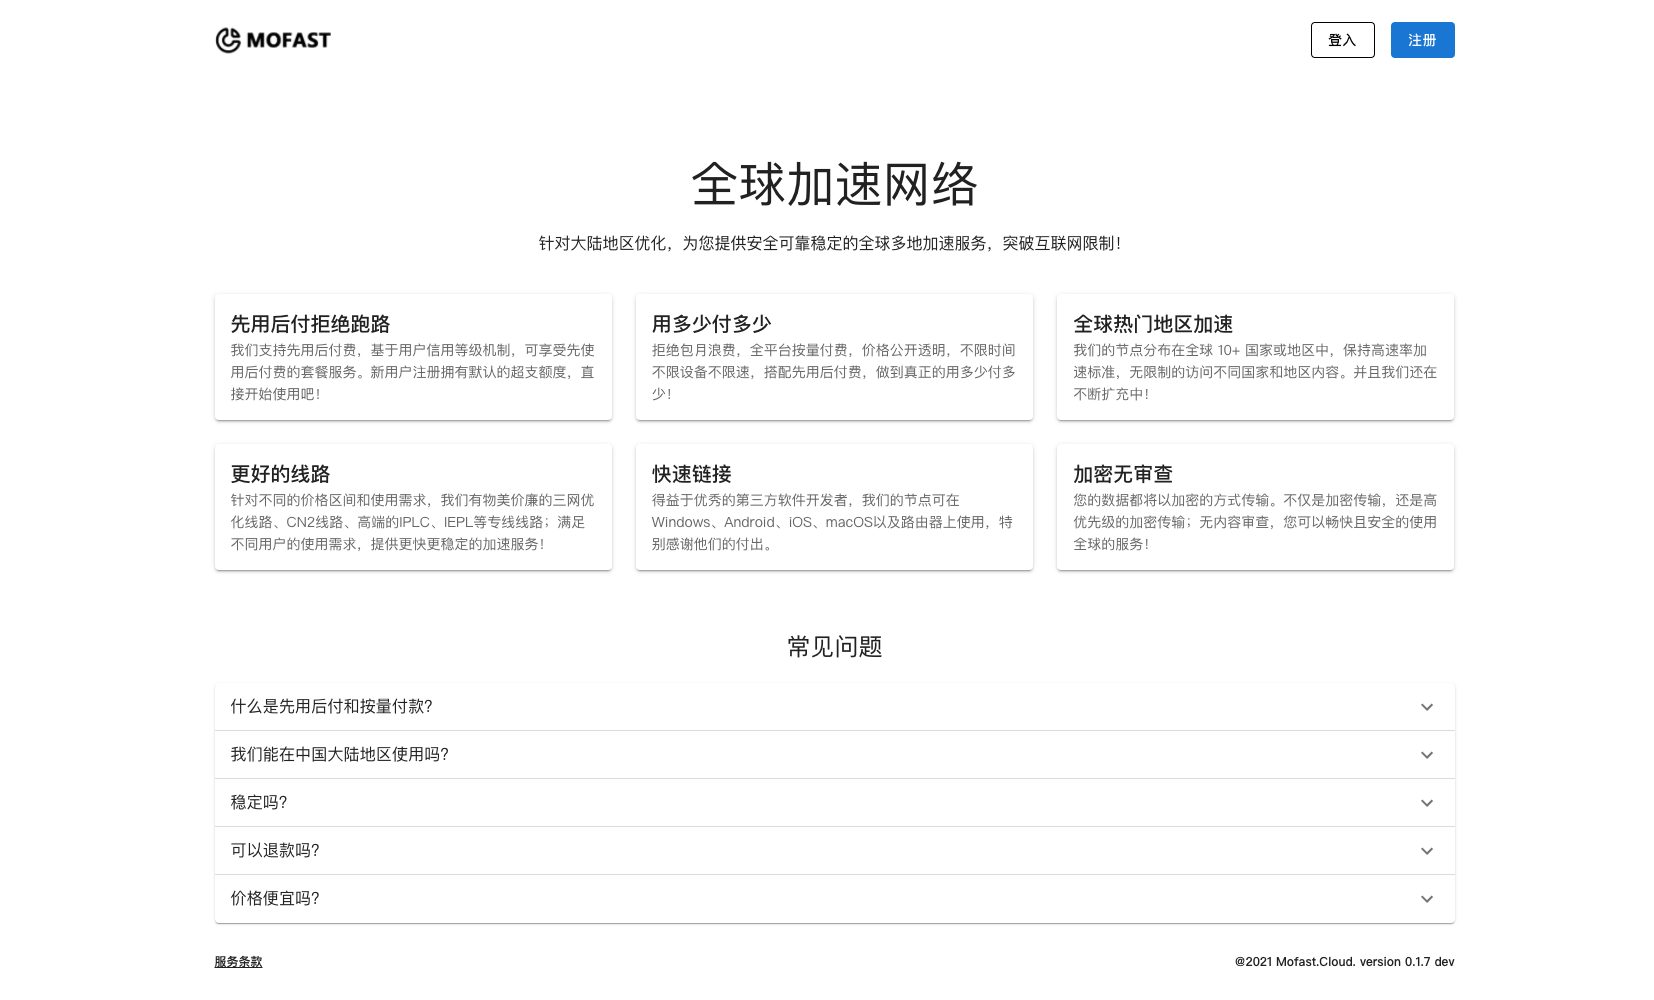 MOFAST
登入
注册
全球加速网络
针对大陆地区优化，为您提供安全可靠稳定的全球多地加速服务，突破互联网限制！
先用后付拒绝跑路
我们支持先用后付费，基于用户信用等级机制，可享受先使
用后付费的套餐服务。新用户注册拥有默认的超支额度，直
接开始使用吧！
用多少付多少
拒绝包月浪费，全平台按量付费，价格公开透明，不限时间
不限设备不限速，搭配先用后付费，做到真正的用多少付多
少！
全球热门地区加速
我们的节点分布在全球 10+ 国家或地区中，保持高速率加
速标准，无限制的访问不同国家和地区内容。并且我们还在
不断扩充中！
更好的线路
针对不同的价格区间和使用需求，我们有物美价廉的三网优
化线路、CN2线路、高端的IPLC、IEPL等专线线路；满足
不同用户的使用需求，提供更快更稳定的加速服务！
快速链接
得益于优秀的第三方软件开发者，我们的节点可在
Windows、Android、iOS、macOS以及路由器上使用，特
别感谢他们的付出。
加密无审查
您的数据都将以加密的方式传输。不仅是加密传输，还是高
优先级的加密传输；无内容审查，您可以畅快且安全的使用
全球的服务！
常见问题
什么是先用后付和按量付款？
我们能在中国大陆地区使用吗？
稳定吗？
可以退款吗？
价格便宜吗？
服务条款
@2021 Mofast.Cloud. version 0.1.7 dev